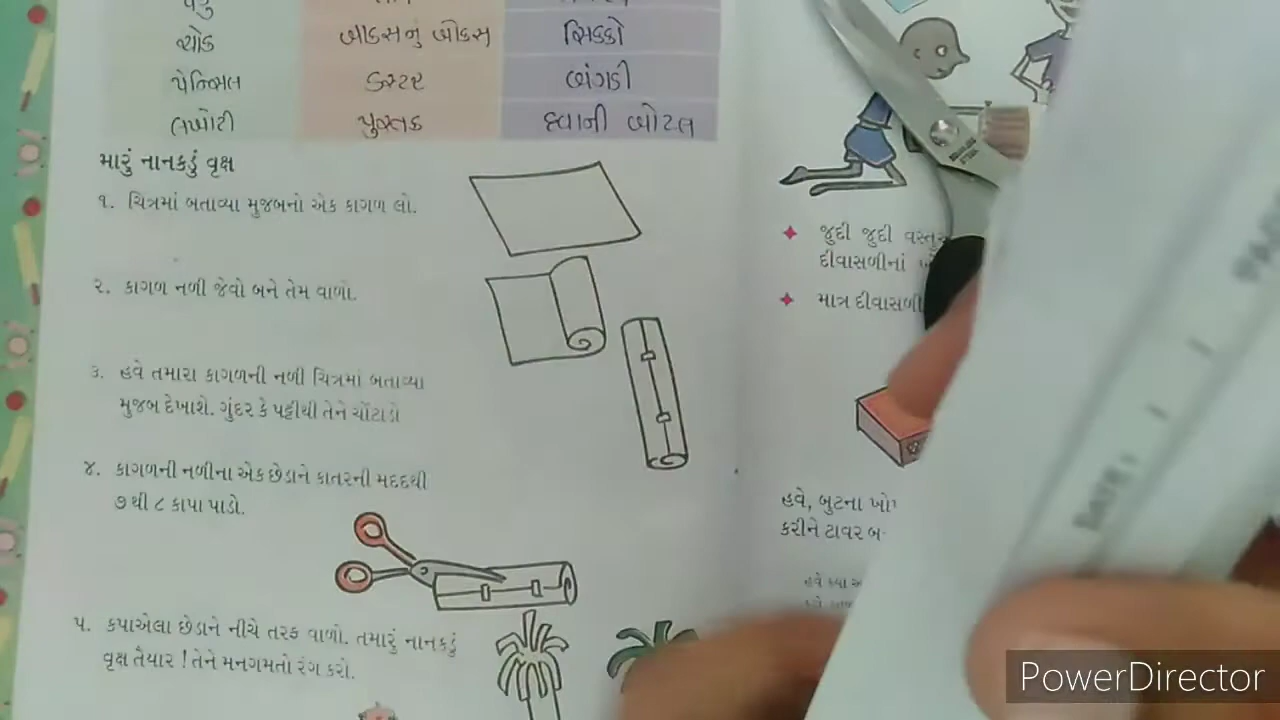 ચોક
બોક્સનું બોક્સ
સિક્કો
પેન્સિલ
ડસ્ટર
બંગડી
લખોટી
પુસ્તક
દવાની બોટલ
મારું નાનકડું વૃક્ષ
૧. ચિત્રમાં બતાવ્યા મુજબનો એક કાગળ લો.
૨. કાગળ નળી જેવો બને તેમ વાળો.
૩. હવે તમારા કાગળની નળી ચિત્રમાં બતાવ્યા
મુજબ દેખાશે. ગુંદર કે પટ્ટીથી તેને ચોંટાડો
૪. કાગળની નળીના એક છેડાને કાતરની મદદથી
૭ થી ૮ કાપા પાડો.
૫. કપાએલા છેડાને નીચે તરફ વાળો. તમારું નાનકડું
વૃક્ષ તૈયાર ! તેને મનગમતો રંગ કરો.
જુદી જુદી
દીવાસળીનાં
માત્ર દીવાસળી
હવે, બુટના
કરીને ટાવર
DATE:
PowerDirector